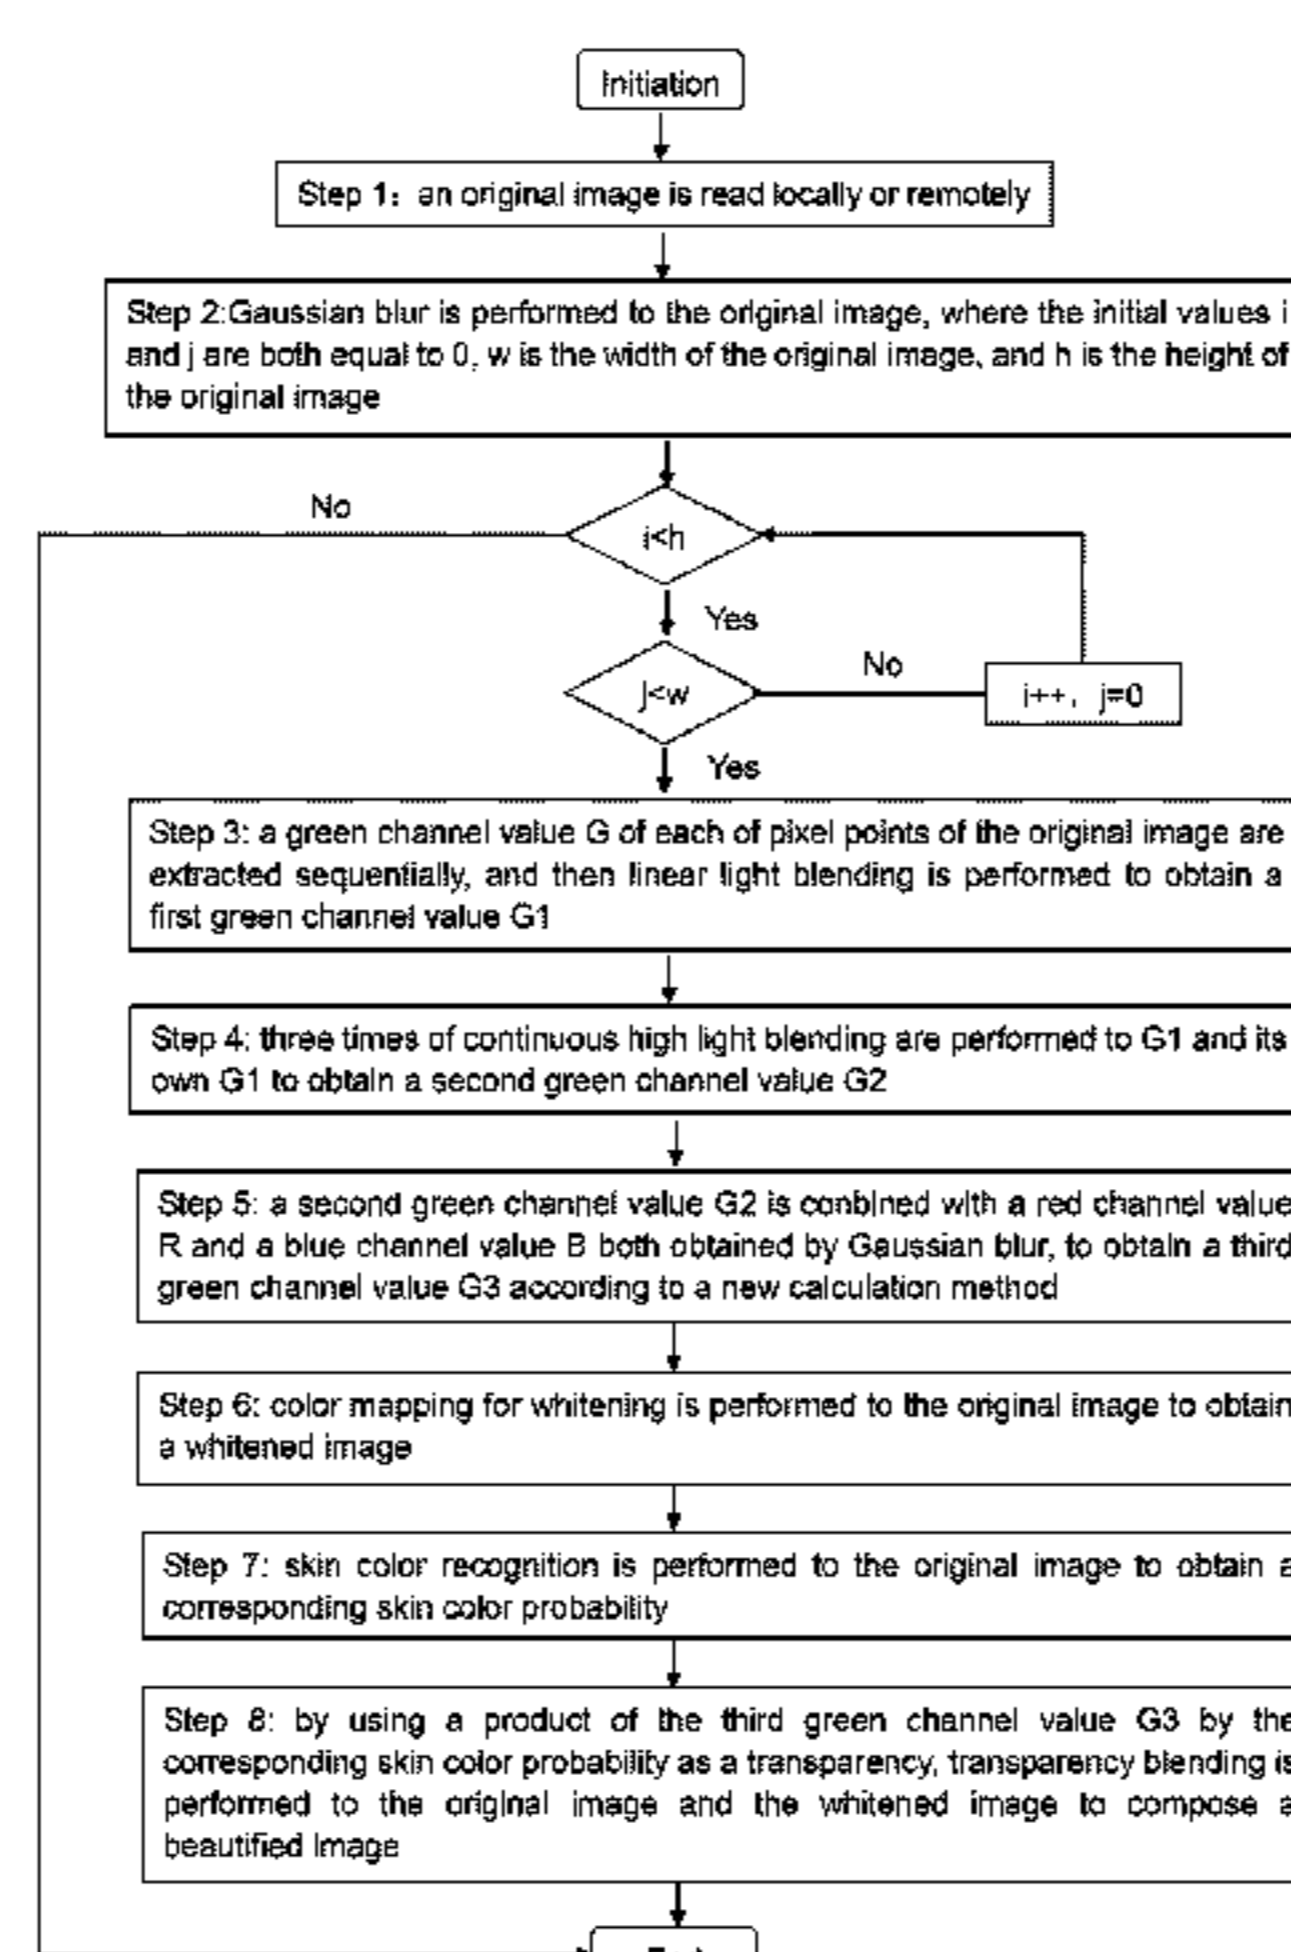 Initiation
Step 1: an original image is read locally or remotely
Step 2:Gaussian blur is performed to the original image, where the initial values i
and j are both equal to 0, w is the width of the original image, and h is the height of
the original image
No
i<h
Yes
j<w
No
i++, j=0
Yes
Step 3: a green channel value G of each of pixel points of the original image are
extracted sequentially, and then linear light blending is performed to obtain a
first green channel value G1
Step 4: three times of continuous high light blending are performed to G1 and its
own G1 to obtain a second green channel value G2
Step 5: a second green channel value G2 is conbined with a red channel value
R and a blue channel value B both obtained by Gaussian blur, to obtain a third
green channel value G3 according to a new calculation method
Step 6: color mapping for whitening is performed to the original image to obtain
a whitened image
Step 7: skin color recognition is performed to the original image to obtain a
corresponding skin color probability
Step 8: by using a product of the third green channel value G3 by the
corresponding skin color probability as a transparency, transparency blending is
performed to the original image and the whitened image to compose a
beautified image